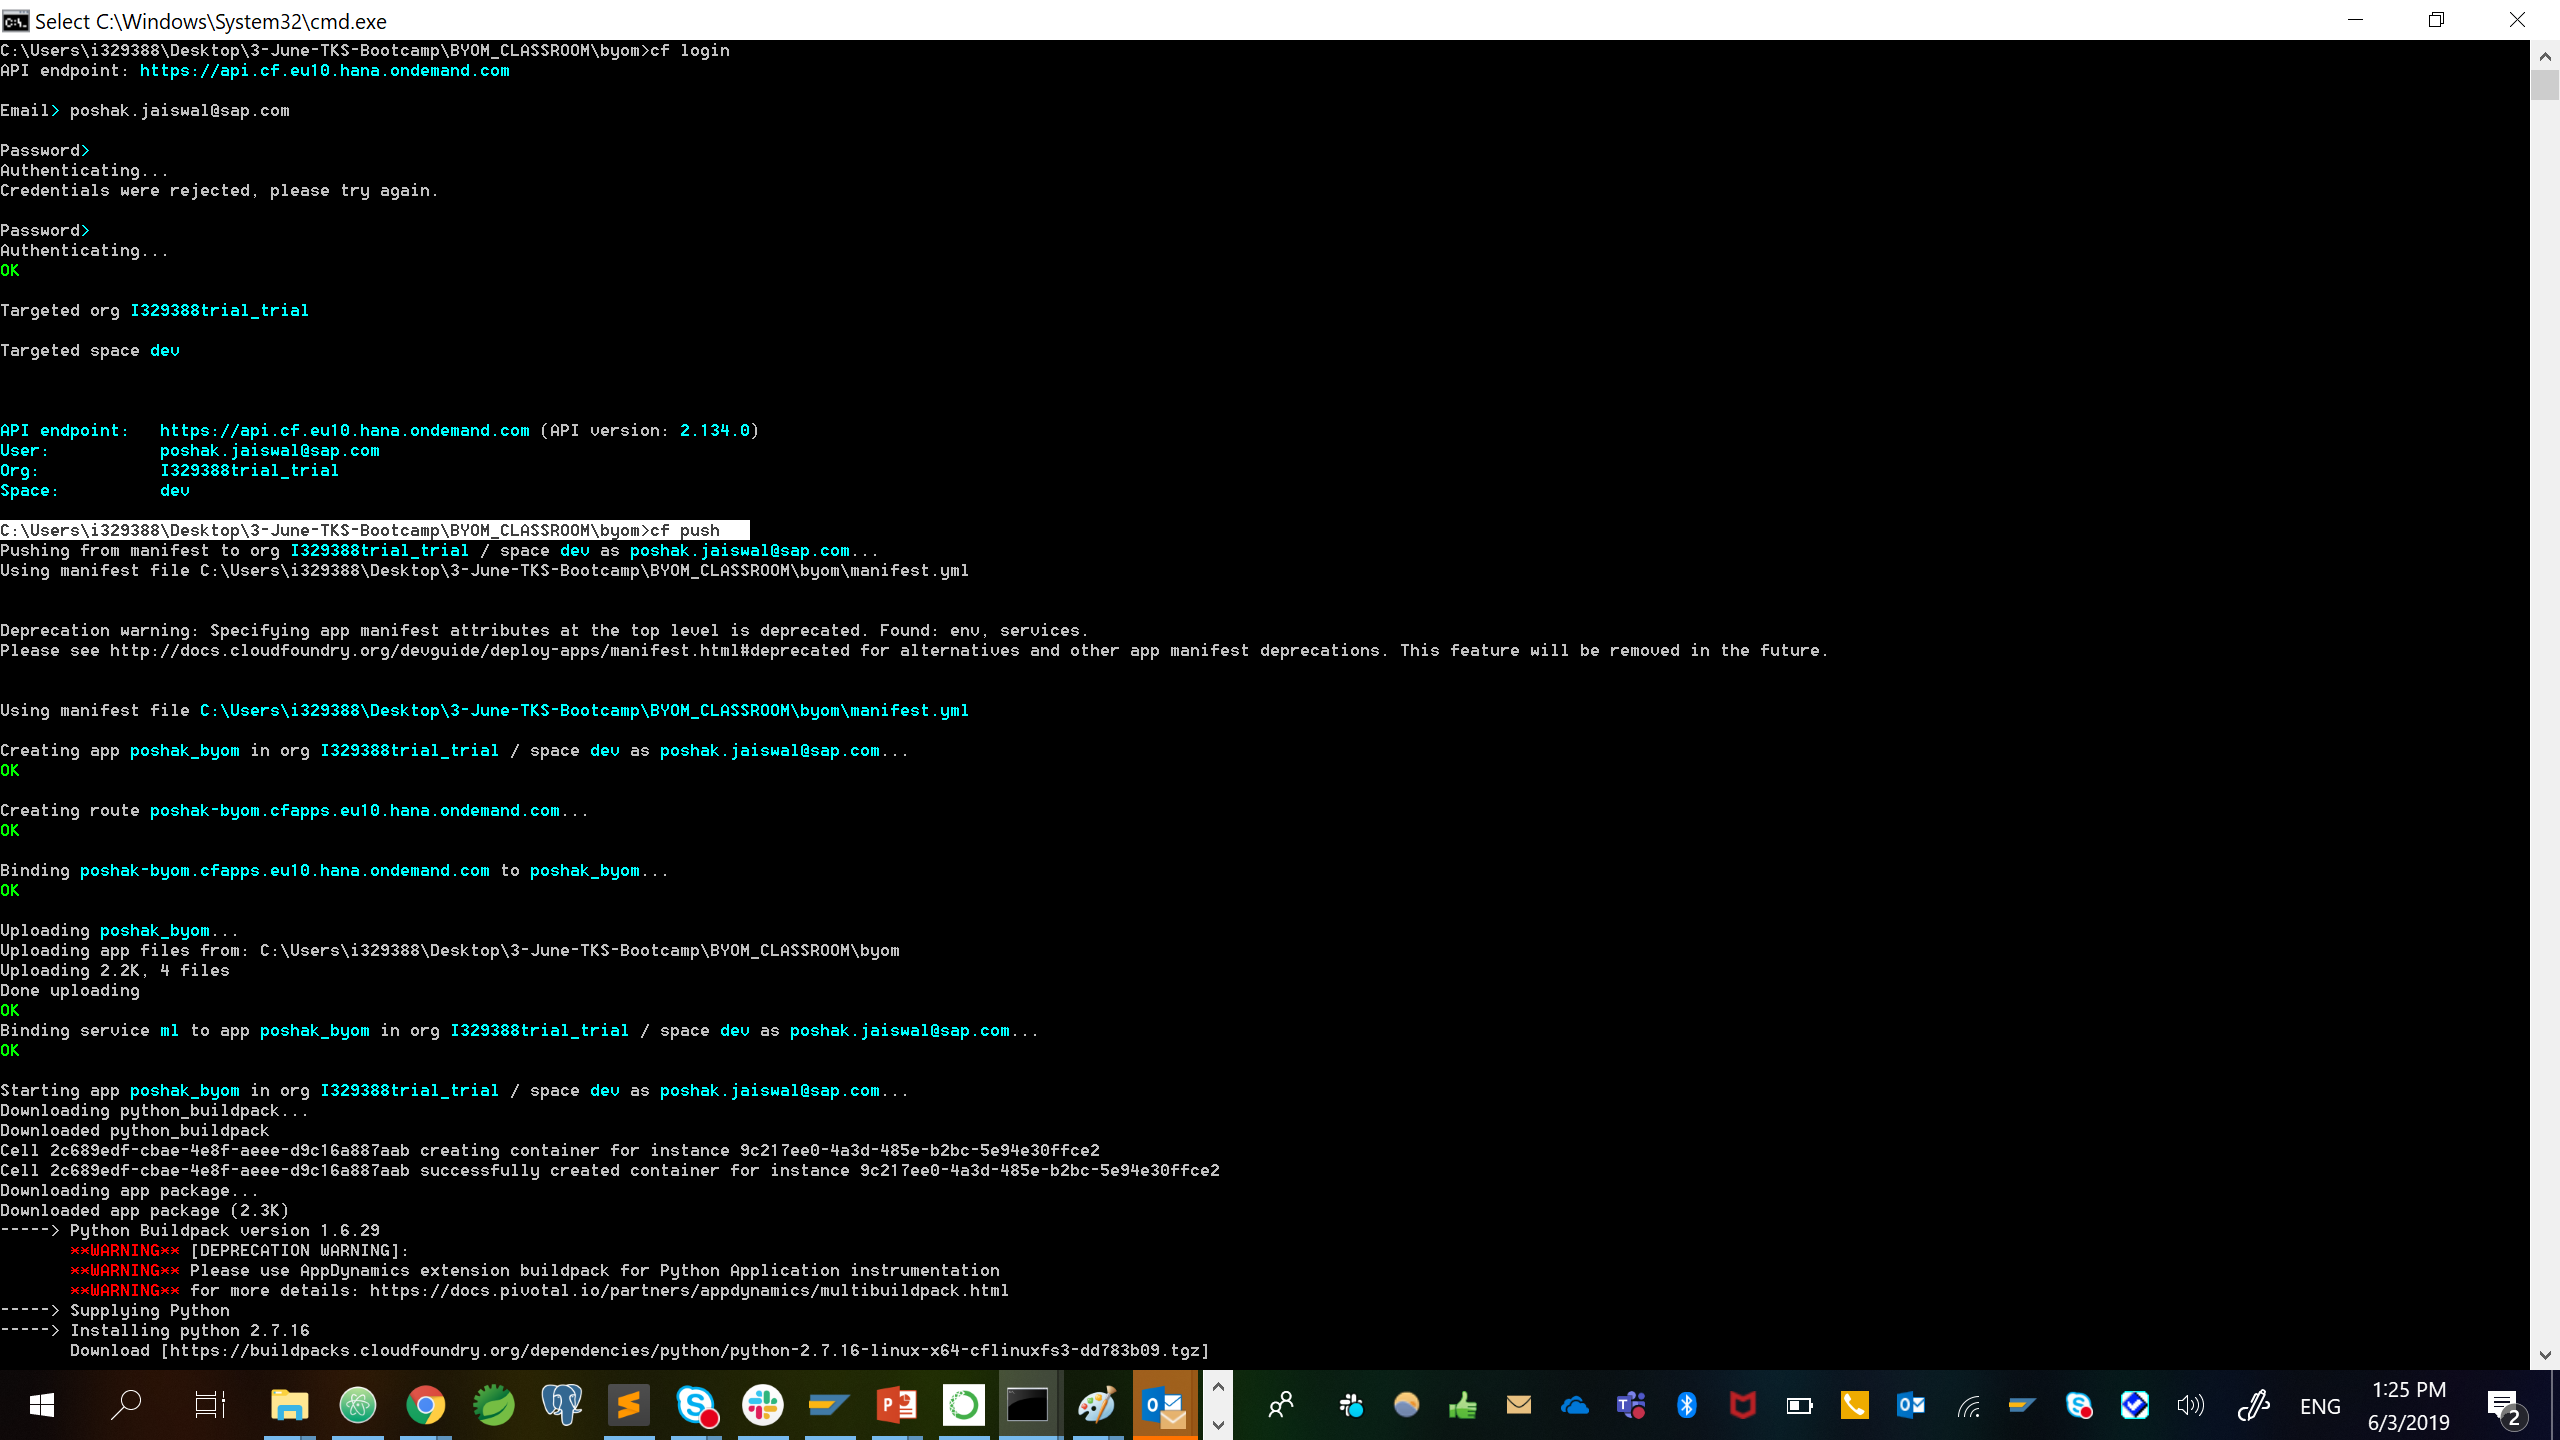 Select C:\Windows\System32\cmd.exe
C:\Users\i329388\Desktop\3-June-TKS-Bootcamp\BYOM_CLASSROOM\byom>cf login
API endpoint: https://api.cf.eu10.hana.ondemand.com
Email> poshak.jaiswal@sap.com
Password>
Authenticating...
Credentials were rejected, please try again.
Password>
Authenticating...
OK
Targeted org I329388trial_trial
Targeted space dev
API endpoint:   https://api.cf.eu10.hana.ondemand.com (API version: 2.134.0)
User:           poshak.jaiswal@sap.com
Org:            I329388trial_trial
Space:          dev
C:\Users\i329388\Desktop\3-June-TKS-Bootcamp\BYOM_CLASSROOM\byom>cf push
Pushing from manifest to org I329388trial_trial / space dev as poshak.jaiswal@sap.com...
Using manifest file C:\Users\i329388\Desktop\3-June-TKS-Bootcamp\BYOM_CLASSROOM\byom\manifest.yml
Deprecation warning: Specifying app manifest attributes at the top level is deprecated. Found: env, services.
Please see http://docs.cloudfoundry.org/devguide/deploy-apps/manifest.html#deprecated for alternatives and other app manifest deprecations. This feature will be removed in the future.
Using manifest file C:\Users\i329388\Desktop\3-June-TKS-Bootcamp\BYOM_CLASSROOM\byom\manifest.yml
Creating app poshak_byom in org I329388trial_trial / space dev as poshak.jaiswal@sap.com...
OK
Creating route poshak-byom.cfapps.eu10.hana.ondemand.com...
OK
Binding poshak-byom.cfapps.eu10.hana.ondemand.com to poshak_byom...
OK
Uploading poshak_byom...
Uploading app files from: C:\Users\i329388\Desktop\3-June-TKS-Bootcamp\BYOM_CLASSROOM\byom
Uploading 2.2K, 4 files
Done uploading
OK
Binding service ml to app poshak_byom in org I329388trial_trial / space dev as poshak.jaiswal@sap.com...
OK
Starting app poshak_byom in org I329388trial_trial / space dev as poshak.jaiswal@sap.com...
Downloading python_buildpack...
Downloaded python_buildpack
Cell 2c689edf-cbae-4e8f-aeee-d9c16a887aab creating container for instance 9c217ee0-4a3d-485e-b2bc-5e94e30ffce2
Cell 2c689edf-cbae-4e8f-aeee-d9c16a887aab successfully created container for instance 9c217ee0-4a3d-485e-b2bc-5e94e30ffce2
Downloading app package...
Downloaded app package (2.3K)
-----> Python Buildpack version 1.6.29
       **WARNING** [DEPRECATION WARNING]:
       **WARNING** Please use AppDynamics extension buildpack for Python Application instrumentation
       **WARNING** for more details: https://docs.pivotal.io/partners/appdynamics/multibuildpack.html
-----> Supplying Python
-----> Installing python 2.7.16
       Download [https://buildpacks.cloudfoundry.org/dependencies/python/python-2.7.16-linux-x64-cflinuxfs3-dd783b09.tgz]
ENG
1:25 PM
6/3/2019
2